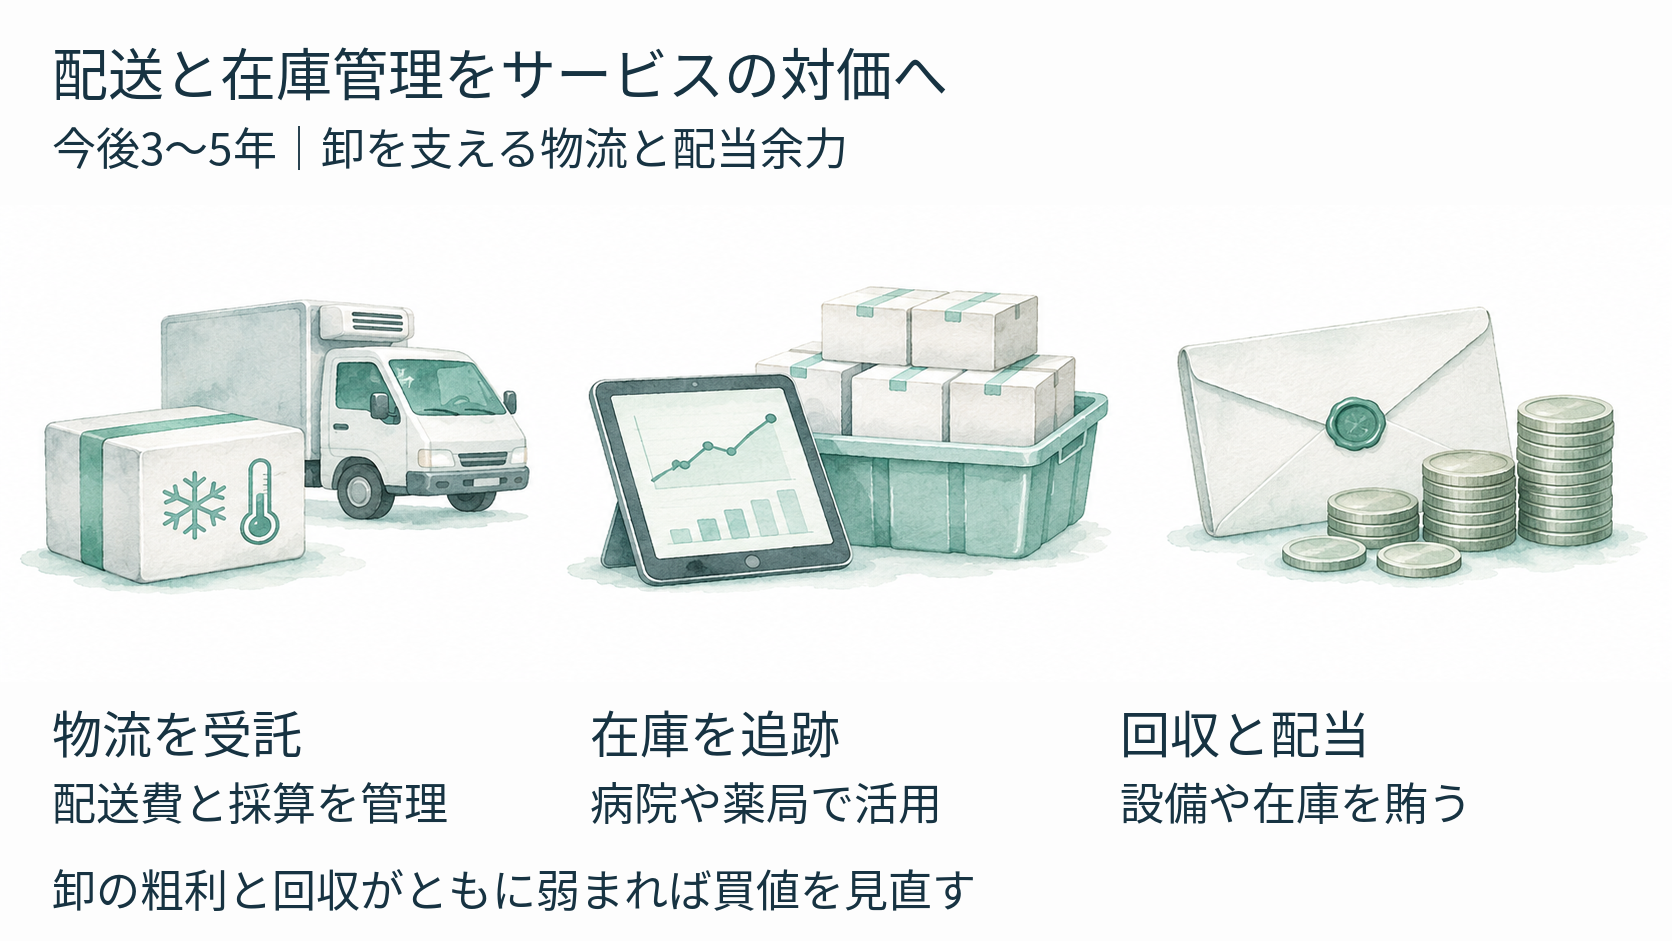 配送と在庫管理をサービスの対価へ
今後3〜5年｜卸を支える物流と配当余力
物流を受託
配送費と採算を管理
在庫を追跡
病院や薬局で活用
回収と配当
設備や在庫を賄う
卸の粗利と回収がともに弱まれば買値を見直す